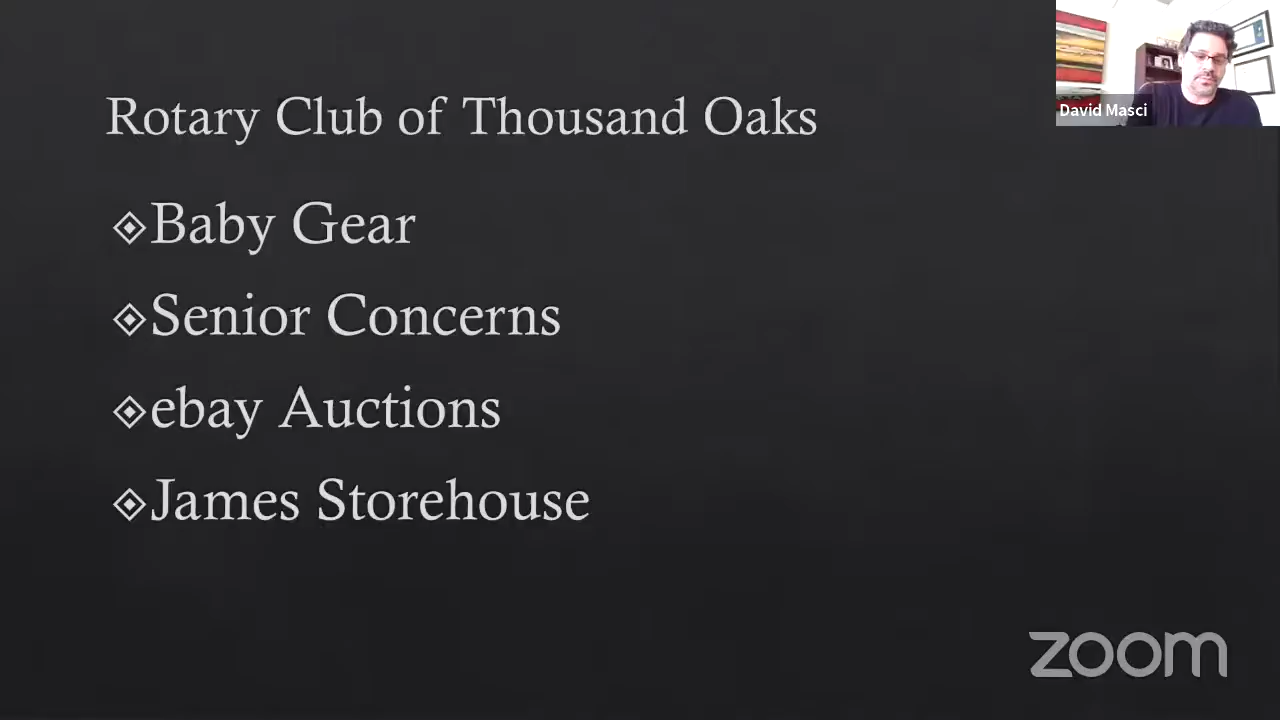 Rotary Club of Thousand Oaks
David Masci
Baby Gear
Senior Concerns
ebay Auctions
James Storehouse
zoom